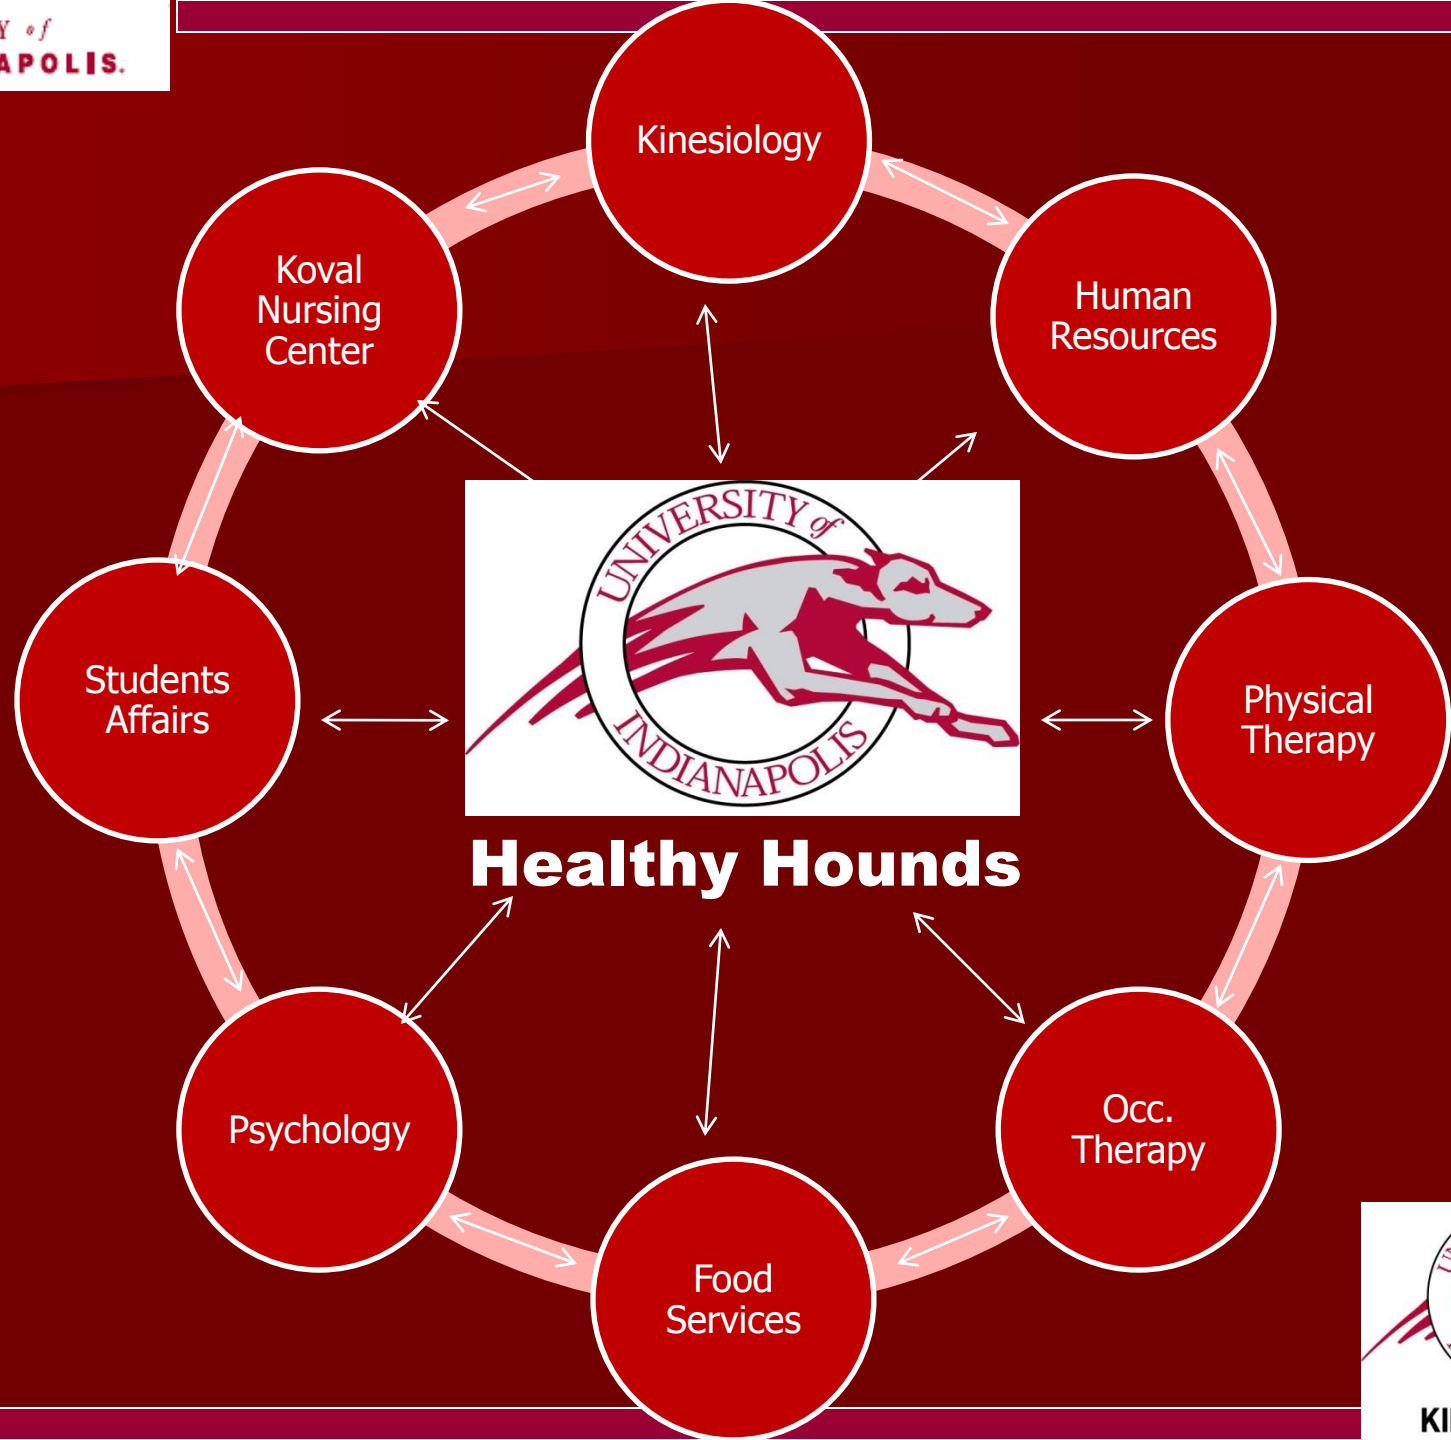 of
APOLIS.
Kinesiology
Koval
Nursing
Center
Human
Resources
UNIVERSITY of
INDIANAPOLIS
Students
Affairs
Physical
Therapy
Healthy Hounds
Psychology
Occ.
Therapy
Food
Services